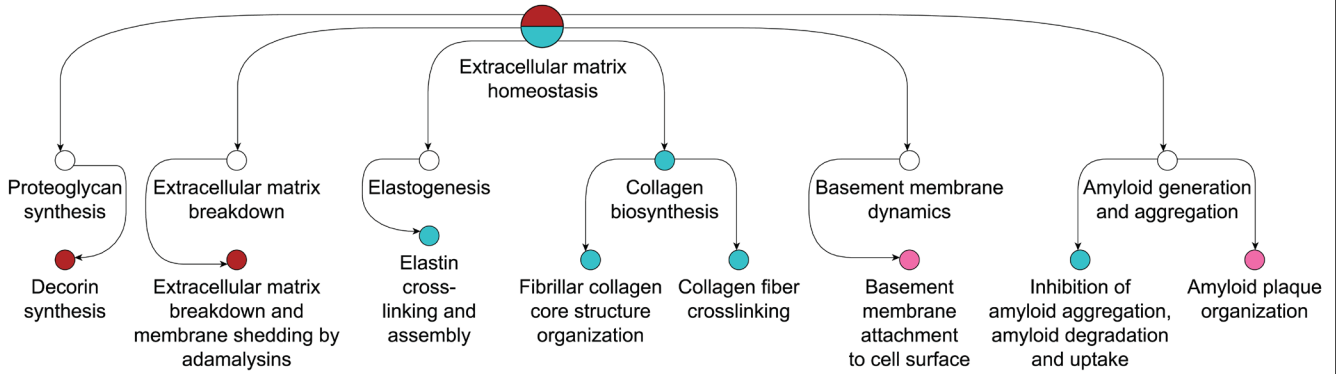 Extracellular matrix
homeostasis
Proteoglycan
synthesis
Extracellular matrix
breakdown
Elastogenesis
Collagen
biosynthesis
Basement membrane
dynamics
Amyloid generation
and aggregation
Decorin
synthesis
Extracellular matrix
breakdown and
membrane shedding by
adamalysins
Elastin
cross-
linking and
assembly
Fibrillar collagen
core structure
organization
Collagen fiber
crosslinking
Basement
membrane
attachment
to cell surface
Inhibition of
amyloid aggregation,
amyloid degradation
and uptake
Amyloid plaque
organization